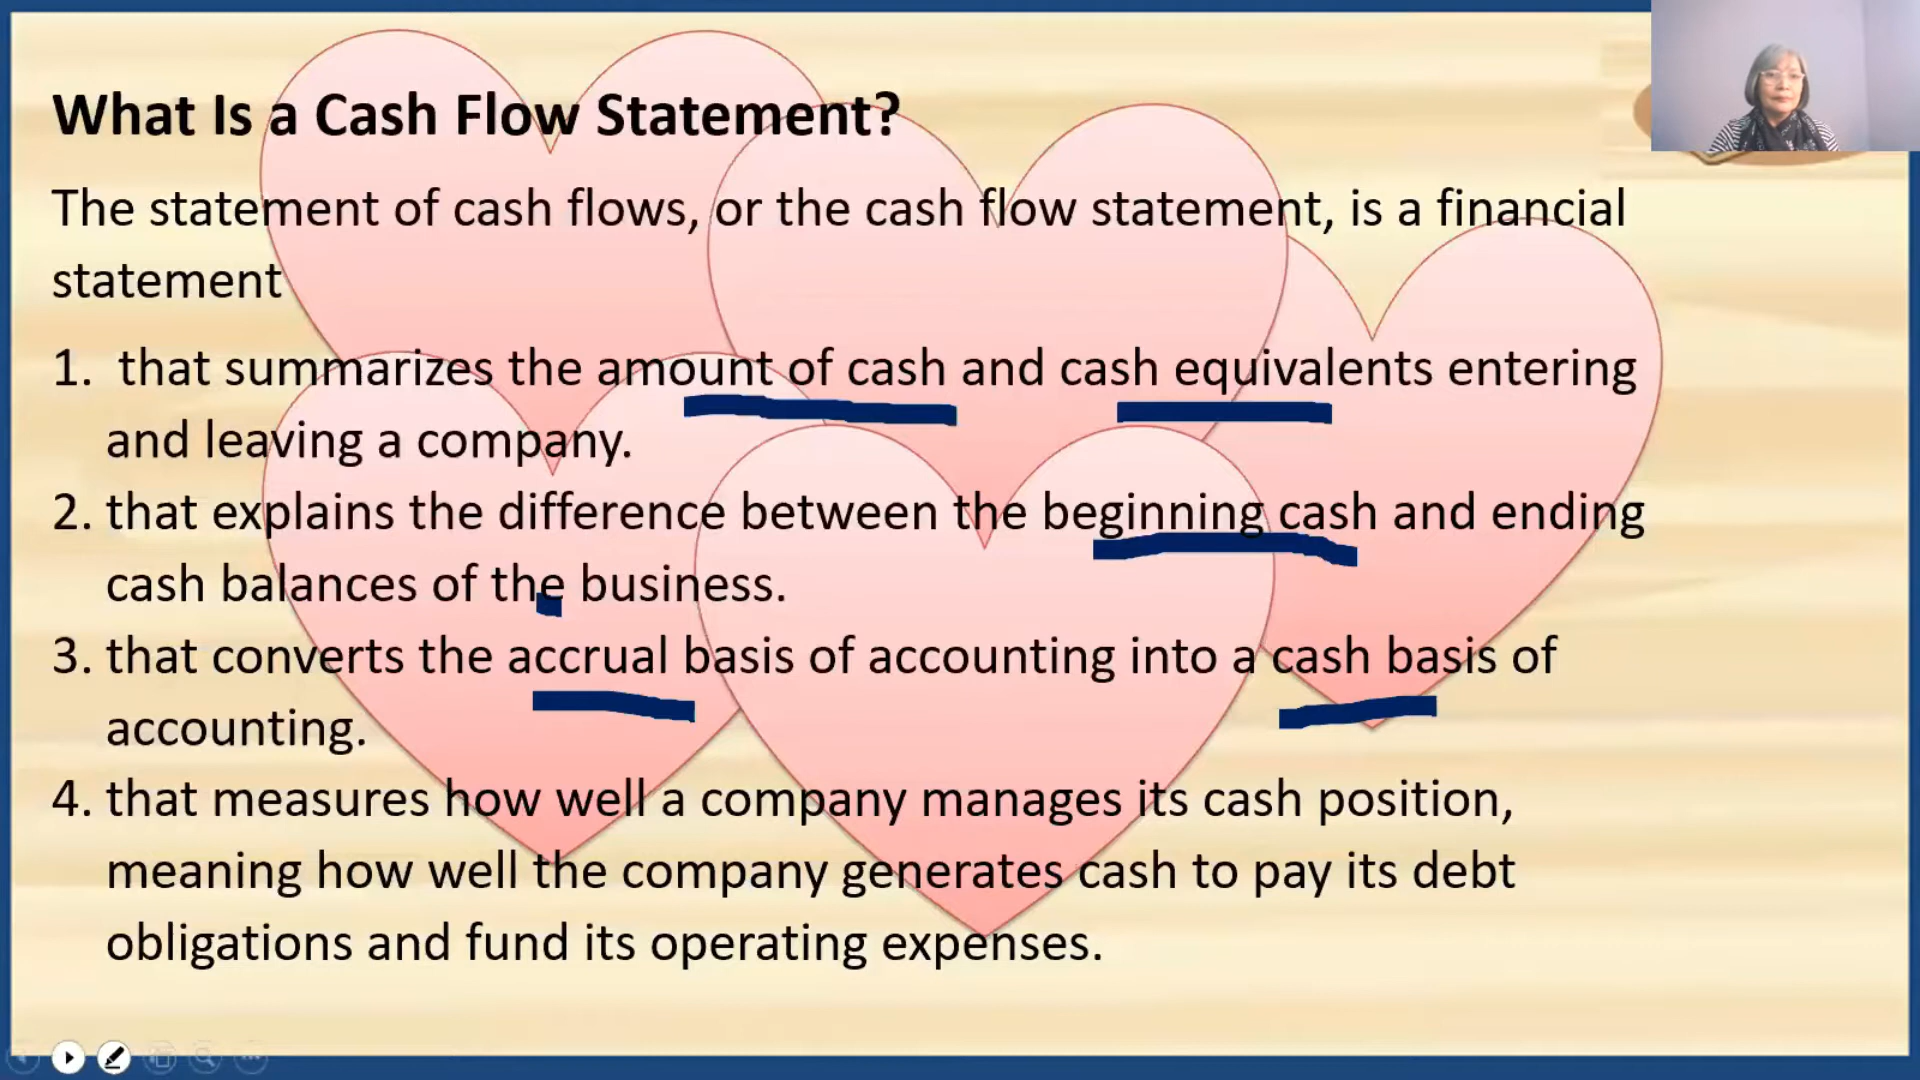 What Is a Cash Flow Statement?
The statement of cash flows, or the cash flow statement, is a financial
statement
1. that summarizes the amount of cash and cash equivalents entering
and leaving a company.
2. that explains the difference between the beginning cash and ending
cash balances of the business.
3. that converts the accrual basis of accounting into a cash basis of
accounting.
4. that measures how well a company manages its cash position,
meaning how well the company generates cash to pay its debt
obligations and fund its operating expenses.